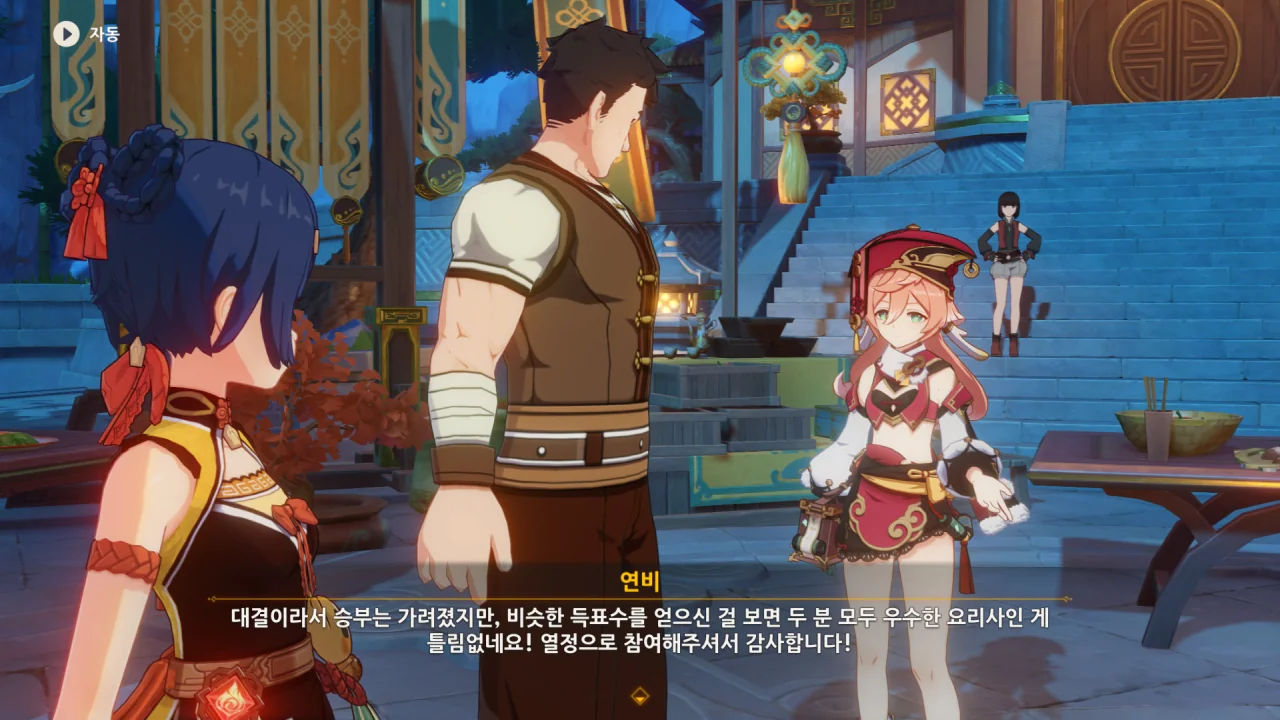 자동
연비
대결이라서 승부는 가려졌지만, 비슷한 득표수를 얻으신 걸 보면 두 분 모두 우수한 요리사인 게
틀림없네요! 열정으로 참여해주셔서 감사합니다!